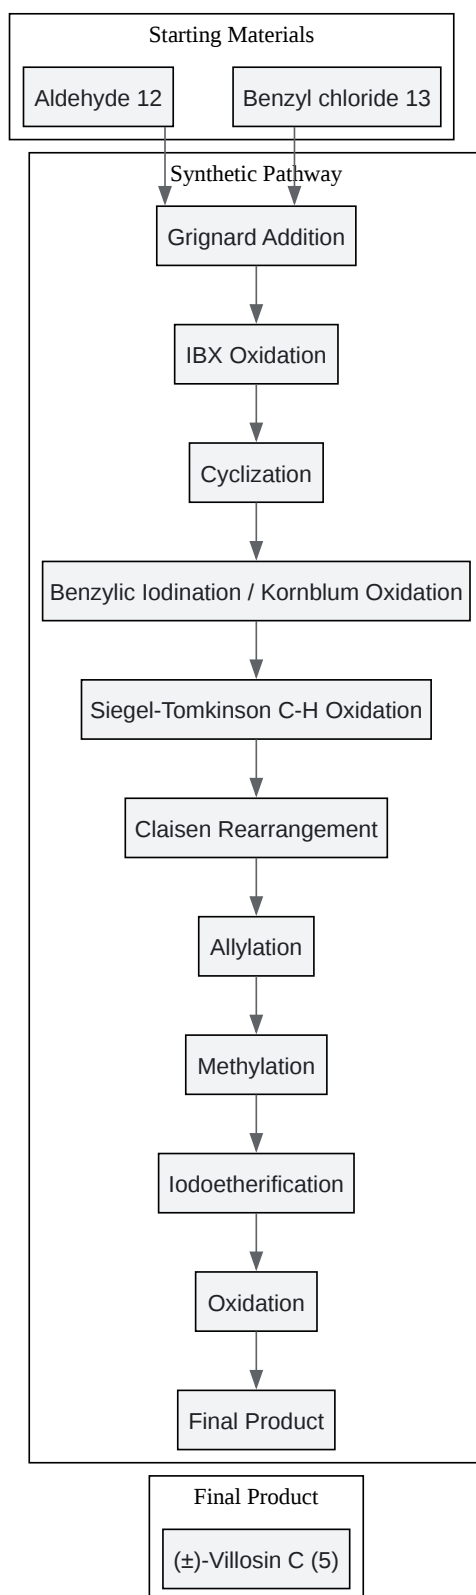 Starting Materials
Aldehyde 12
Benzyl chloride 13
Synthetic Pathway
Grignard Addition
IBX Oxidation
Cyclization
Benzylic Iodination / Kornblum Oxidation
Siegel-Tomkinson C-H Oxidation
Claisen Rearrangement
Allylation
Methylation
Iodoetherification
Oxidation
Final Product
Final Product
(±)-Villosin C (5)